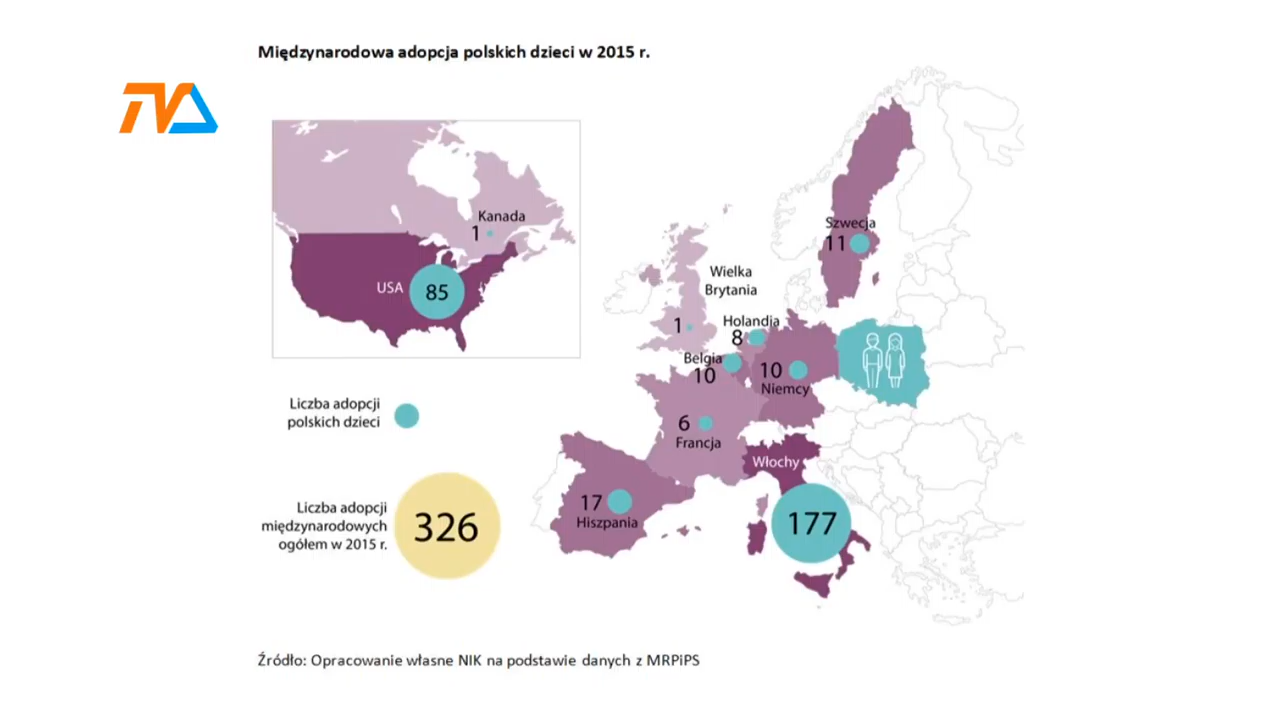 Międzynarodowa adopcja polskich dzieci w 2015 r.
TVA
Kanada
1
USA
85
Szwecja
11
Wielka
Brytania
1
Holandia
8
Belgia
10
10
Niemcy
6
Francja
Włochy
177
17
Hiszpania
Liczba adopcji
polskich dzieci
Liczba adopcji
międzynarodowych
ogółem w 2015 r.
326
Źródło: Opracowanie własne NIK na podstawie danych z MRPiPS